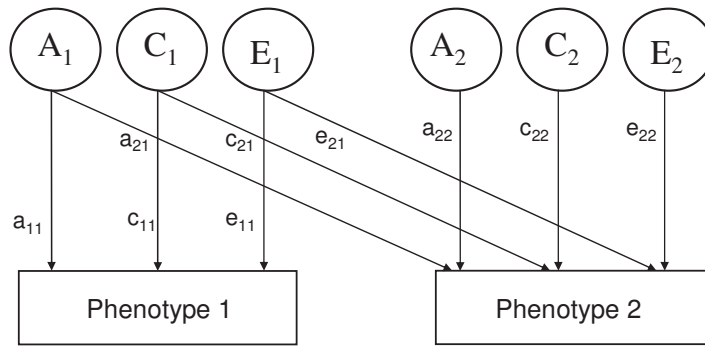 A1 C1 E1 A2 C2 E2
a21 c21 e21 a22 c22 e22
a11 c11 e11
Phenotype 1 Phenotype 2